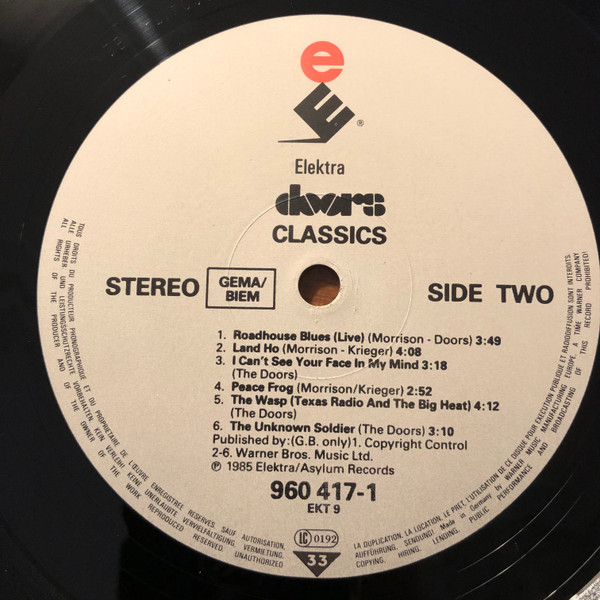 e
E®
Elektra
doors
CLASSICS
STEREO
GEMA/
BIEM
SIDE TWO
1. Roadhouse Blues (Live) (Morrison - Doors) 3:49
2. Land Ho (Morrison - Krieger) 4:08
3. I Can't See Your Face In My Mind 3:18
(The Doors)
4. Peace Frog (Morrison/Krieger) 2:52
5. The Wasp (Texas Radio And The Big Heat) 4:12
(The Doors)
6. The Unknown Soldier (The Doors) 3:10
Published by:(G.B. only)1. Copyright Control
2-6. Warner Bros. Music Ltd.
℗ 1985 Elektra/Asylum Records
960 417-1
EKT 9
LC 0192
33
TOUS DROITS DU PRODUCTEUR PHONOGRAPHIQUE ET DU PROPRIETAIRE DE L'ŒUVRE ENREGISTREE RESERVES. SAUF AUTORISATION,
LA DUPLICATION, LA LOCATION, LE PRET, L'UTILISATION DE CE DISQUE POUR EXECUTION PUBLIQUE ET RADIODIFFUSION SONT INTERDITS.
ALLE URHEBER UND LEISTUNGSSCHUTZRECHTE VORBEHALTEN. KEIN VERLEIH! KEINE UNERLAUBTE VERVIELFÄLTIGUNG, VERMIETUNG,
AUFFÜHRUNG, SENDUNG! Made in Germany by WARNER MUSIC MANUFACTURING EUROPE. A TIME WARNER COMPANY
ALL RIGHTS OF THE PRODUCER AND OF THE OWNER OF THE WORK REPRODUCED RESERVED. UNAUTHORIZED
COPYING, HIRING, LENDING, PUBLIC PERFORMANCE AND BROADCASTING OF THIS RECORD PROHIBITED!